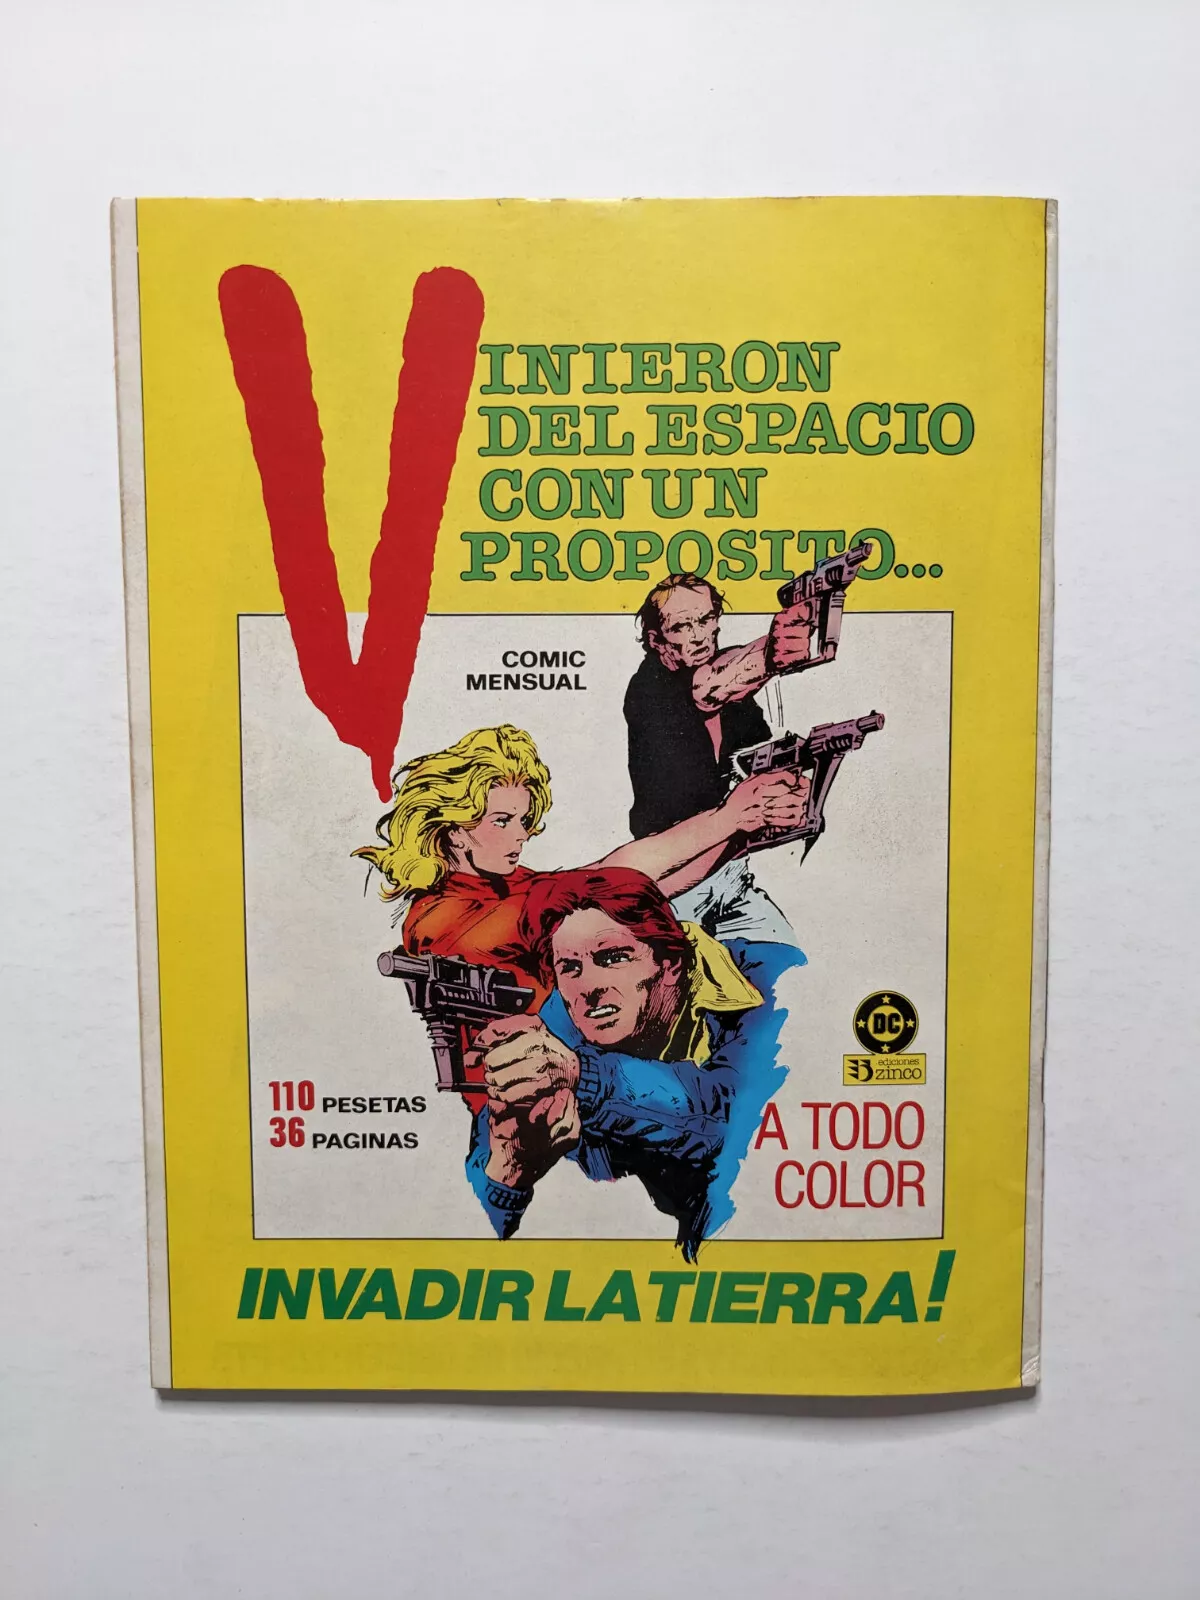 VINIERON
DEL ESPACIO
CON UN
PROPOSITO...
COMIC
MENSUAL
DC
ediciones
zinco
110 PESETAS
36 PAGINAS
A TODO
COLOR
INVADIR LA TIERRA!